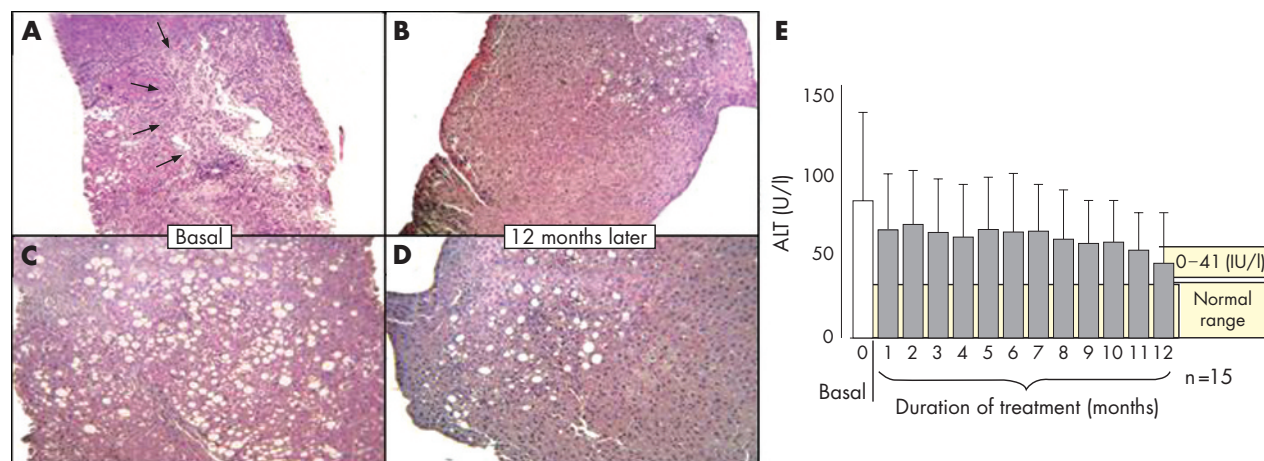 A
B
Basal
12 months later
C
D
E
150
100
50
0
ALT (U/l)
0–41 (IU/l)
Normal
range
0 1 2 3 4 5 6 7 8 9 10 11 12
Basal
n=15
Duration of treatment (months)